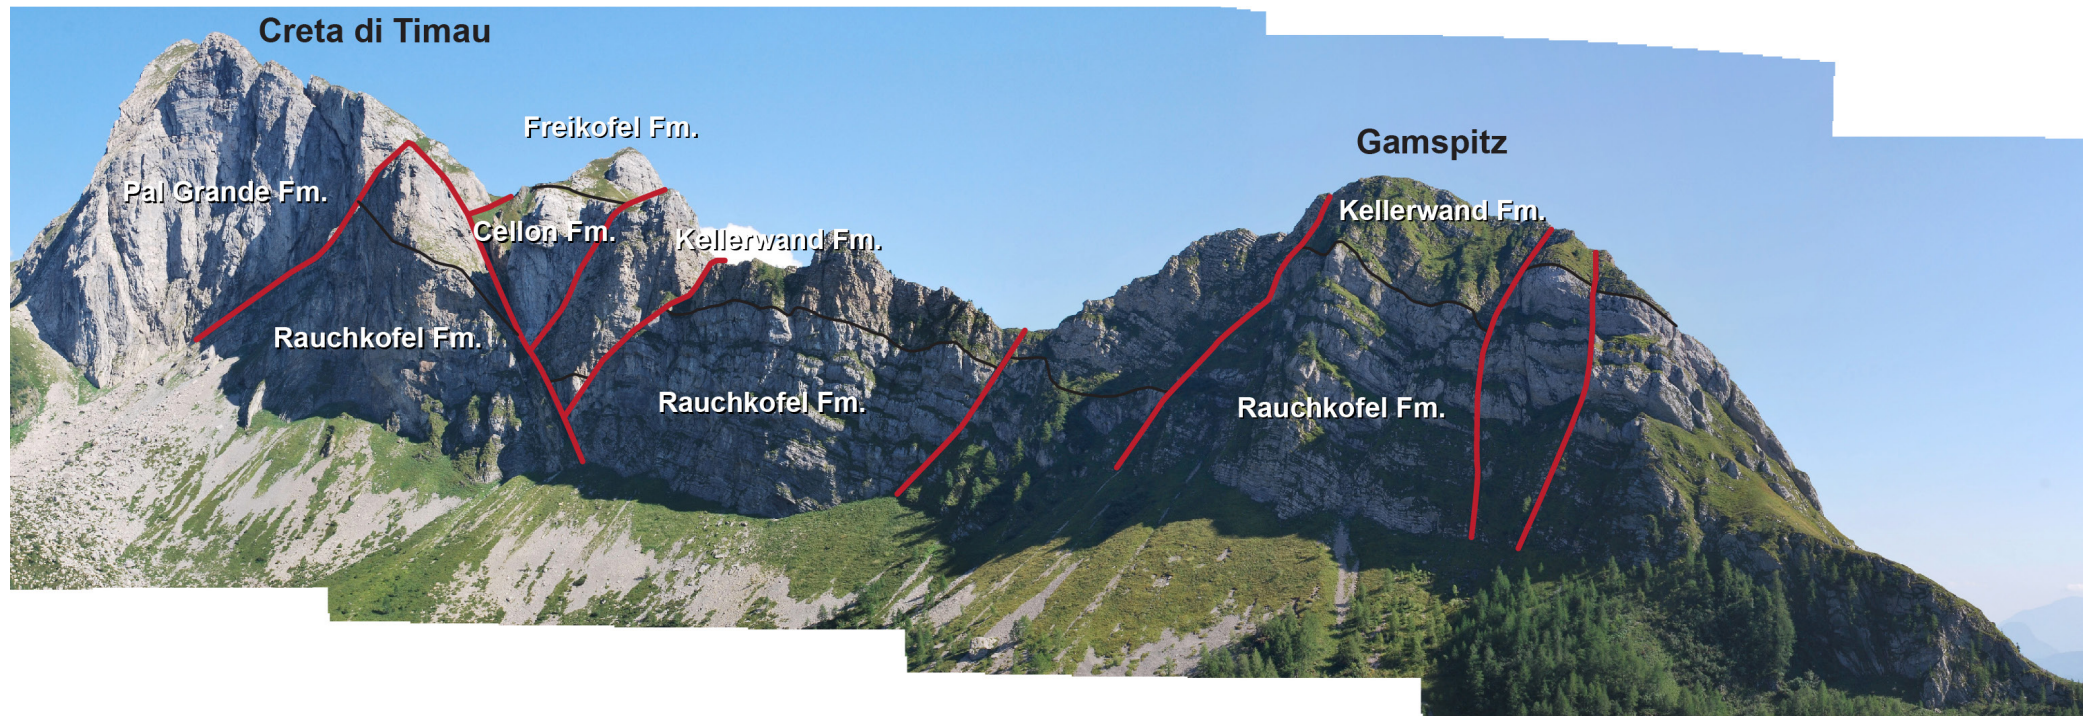 Creta di Timau
Freikofel Fm.
Gamspitz
Pal Grande Fm.
Kellerwand Fm.
Cellon Fm.
Kellerwand Fm.
Rauchkofel Fm.
Rauchkofel Fm.
Rauchkofel Fm.